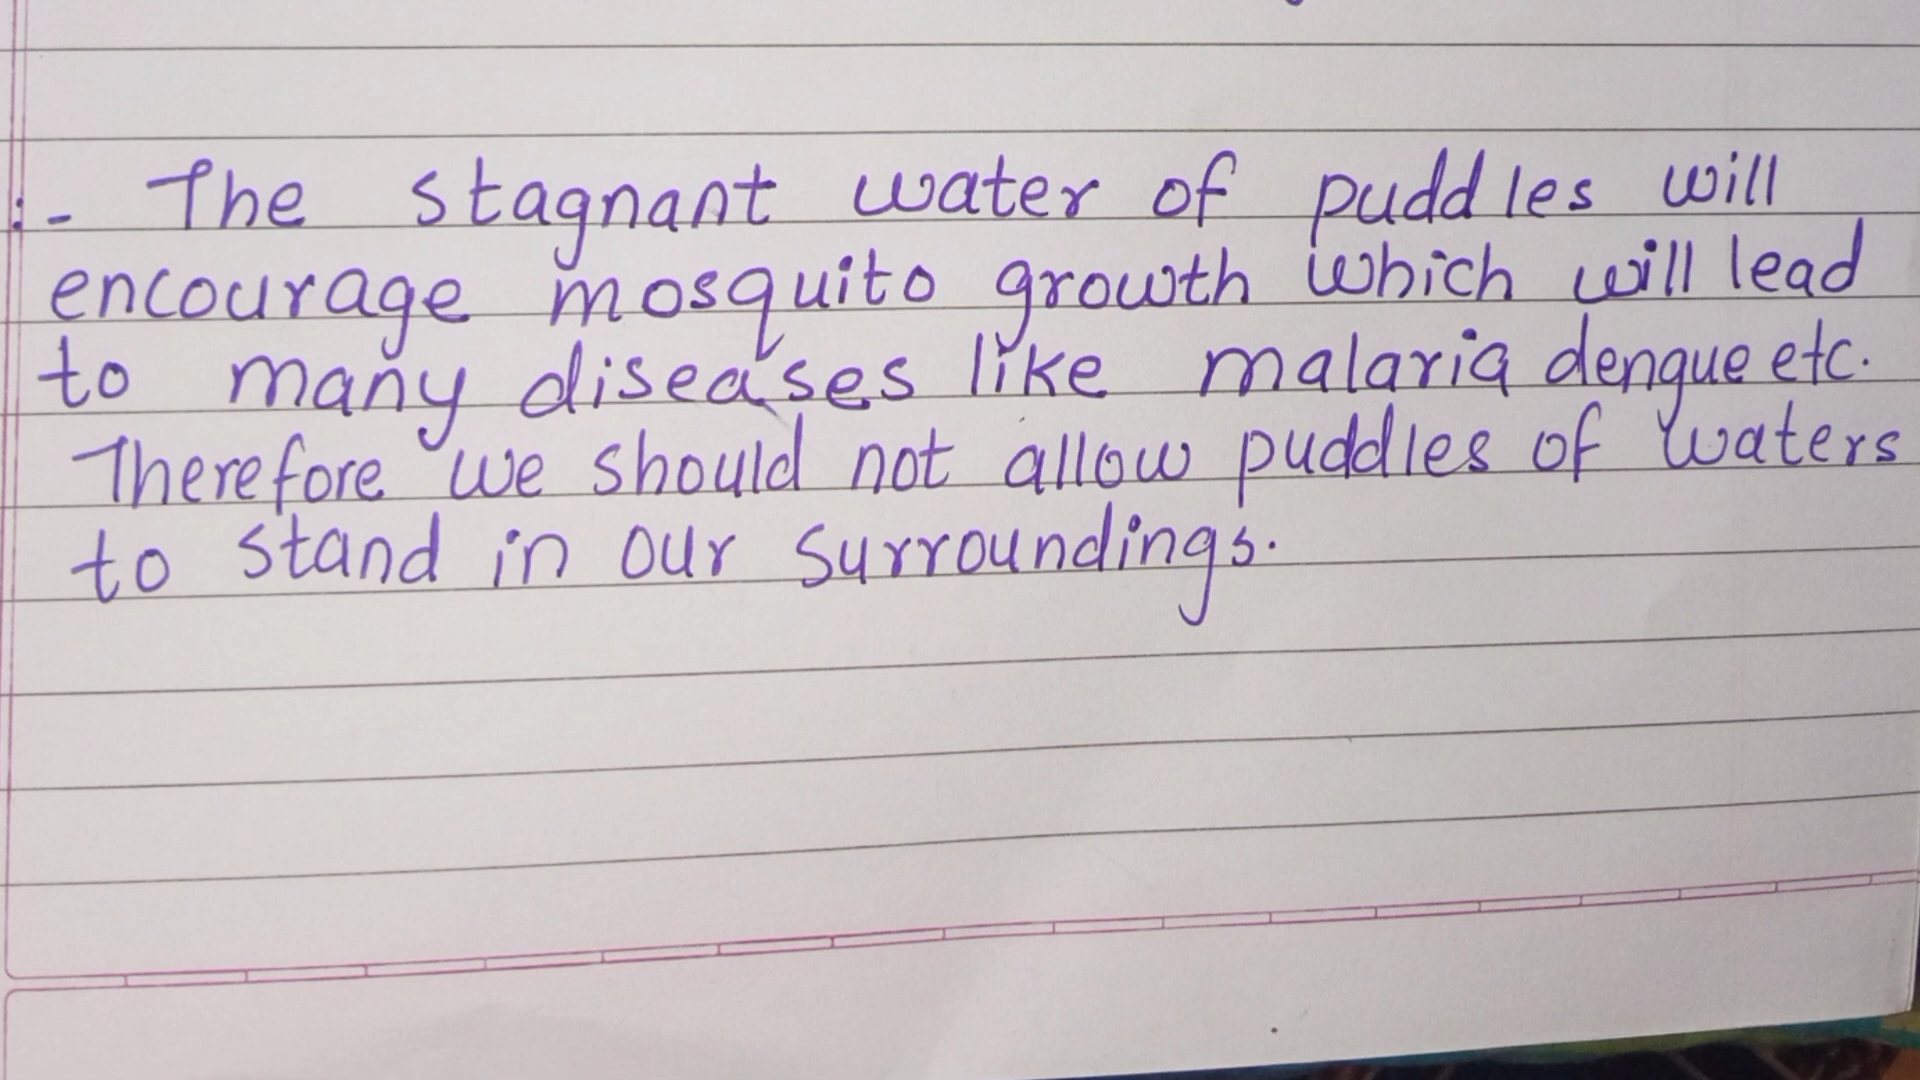 :- The stagnant water of puddles will
encourage mosquito growth which will lead
to many diseases like malaria dengue etc.
Therefore we should not allow puddles of waters
to stand in our surroundings.